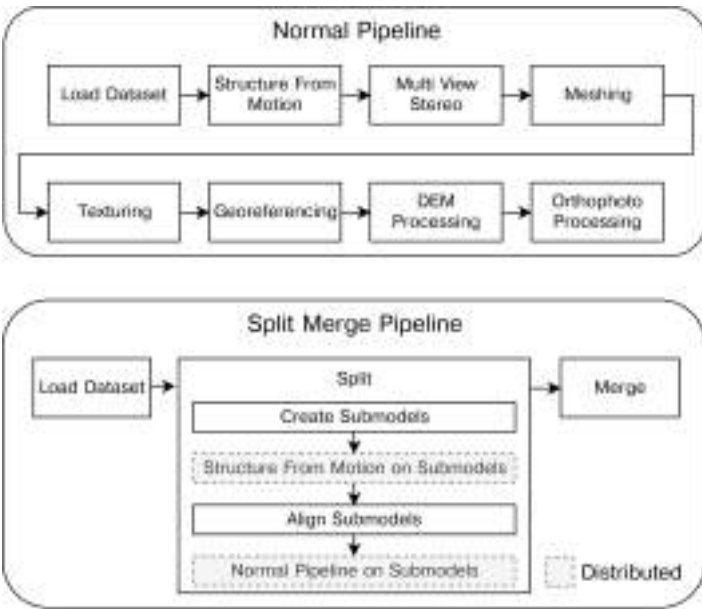 Normal Pipeline
Load Dataset
Structure From
Motion
Multi View
Stereo
Meshing
Texturing
Georeferencing
DEM
Processing
Orthophoto
Processing
Split Merge Pipeline
Load Dataset
Split
Create Submodels
Structure From Motion on Submodels
Align Submodels
Normal Pipeline on Submodels
Merge
Distributed